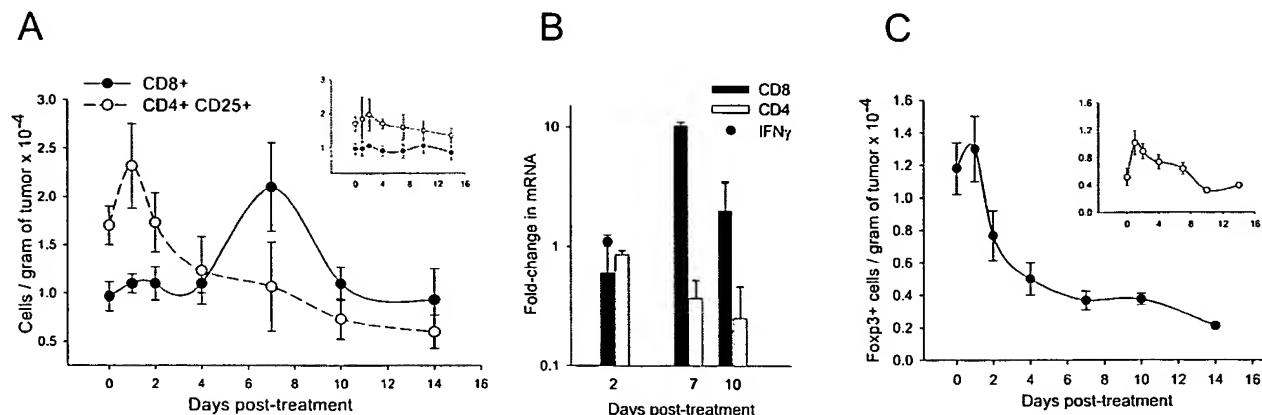 A
CD8+
CD4+ CD25+
3.0
2.5
2.0
1.5
1.0
0.5
Cells / gram of tumor x 10-4
0 2 4 6 8 10 12 14 16
Days post-treatment
3
2
1
0 4 8 12 16
B
CD8
CD4
IFNγ
10
1
0.1
Fold-change in mRNA
2 7 10
Days post-treatment
C
1.6
1.4
1.2
1.0
0.8
0.6
0.4
0.2
0.0
Foxp3+ cells / gram of tumor x 10-4
0 2 4 6 8 10 12 14 16
Days post-treatment
1.6
1.2
0.8
0.4
0.0
0 4 8 12 16